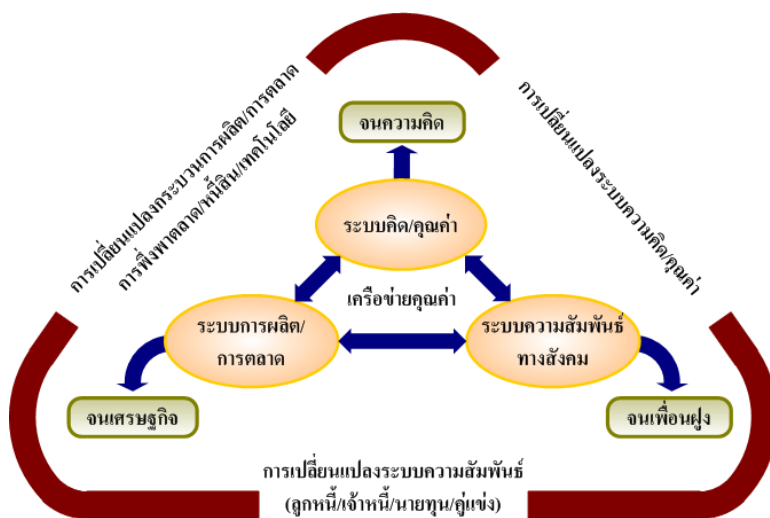 การเปลี่ยนแปลงกระบวนการผลิต/การตลาด
การพึ่งพาตลาด/หนี้สิน/เทคโนโลยี
การเปลี่ยนแปลงระบบความคิด/คุณค่า
จนความคิด
ระบบคิด/คุณค่า
เครือข่ายคุณค่า
ระบบการผลิต/
การตลาด
ระบบความสัมพันธ์
ทางสังคม
จนเศรษฐกิจ
จนเพื่อนฝูง
การเปลี่ยนแปลงระบบความสัมพันธ์
(ลูกหนี้/เจ้าหนี้/นายทุน/คู่แข่ง)